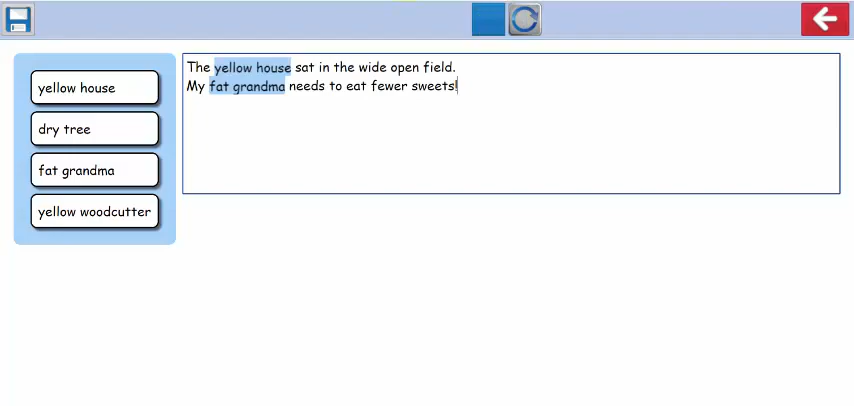 yellow house
dry tree
fat grandma
yellow woodcutter
The yellow house sat in the wide open field.
My fat grandma needs to eat fewer sweets!